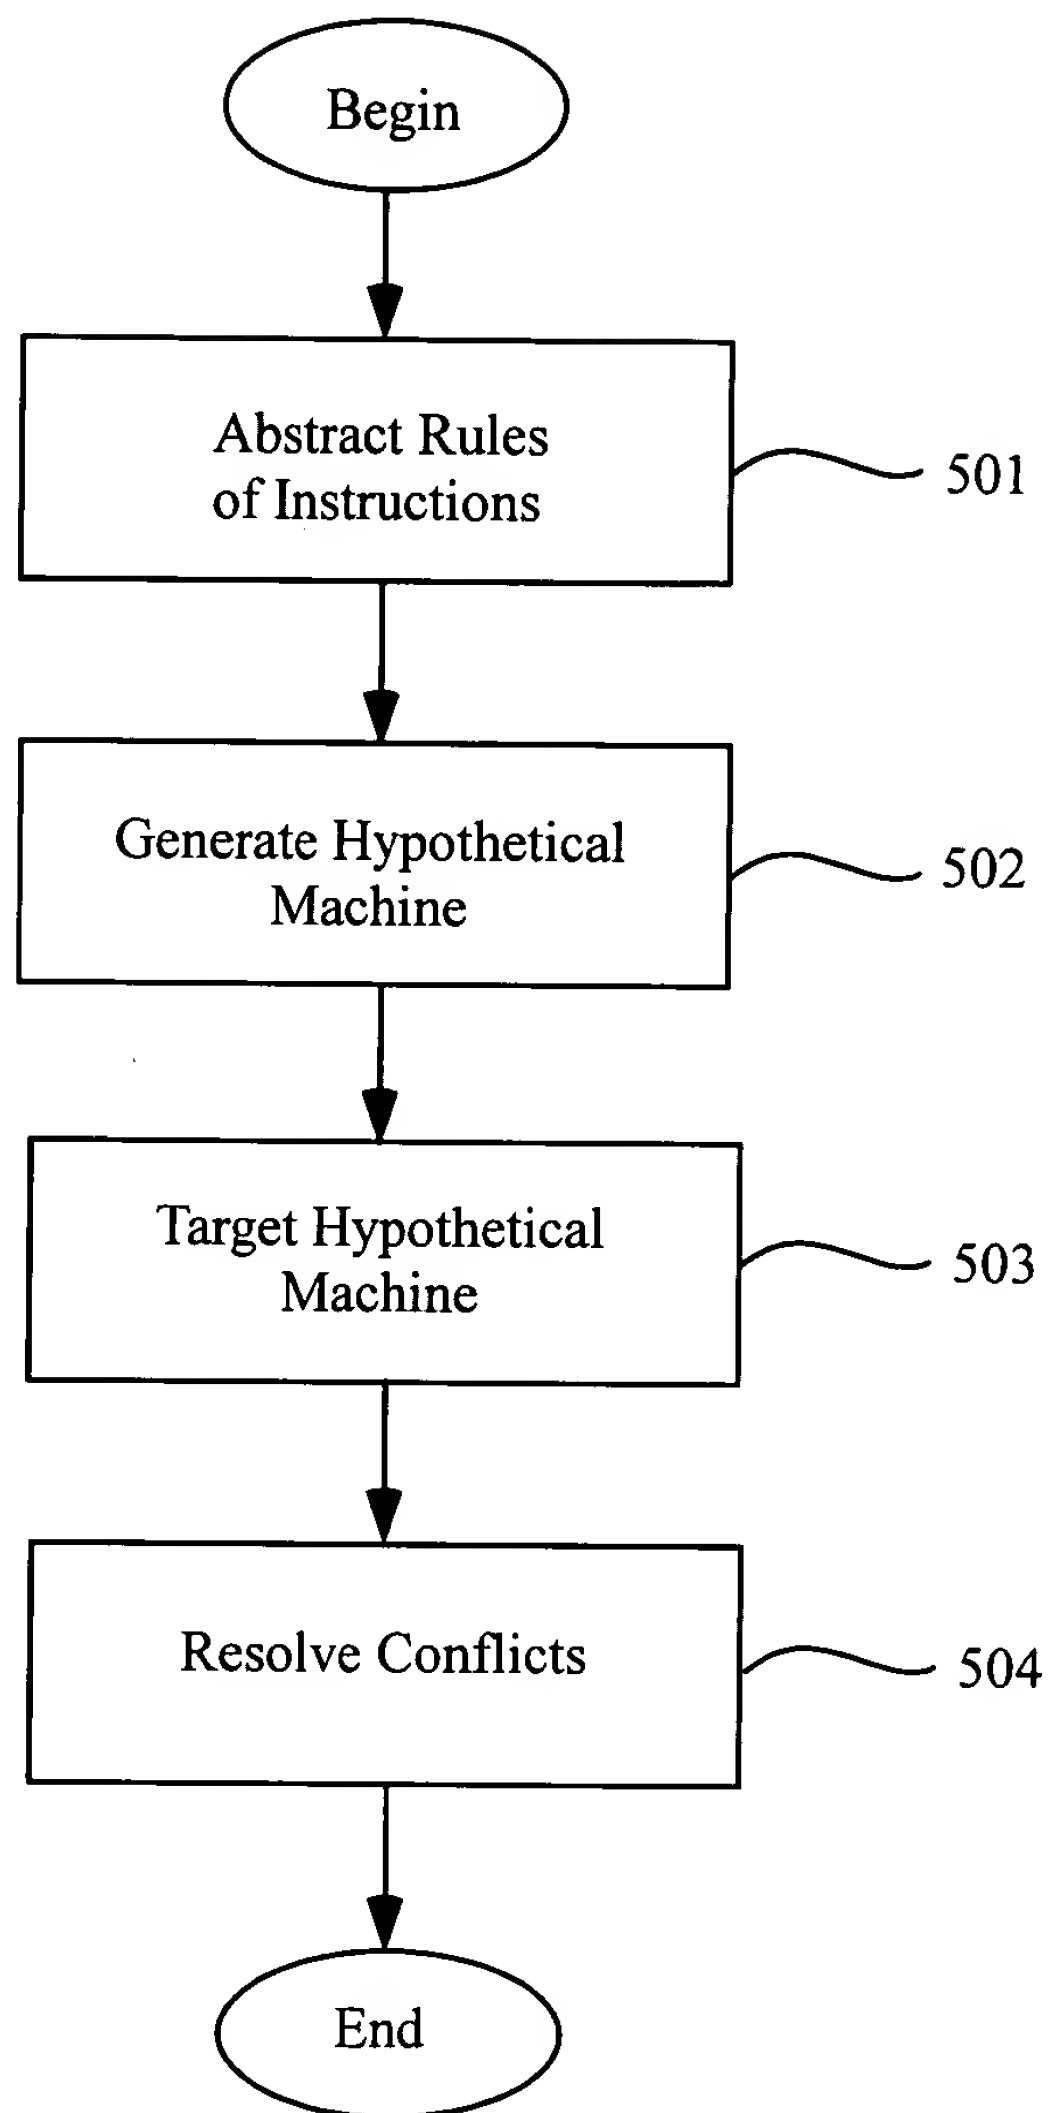 Begin
Abstract Rules
of Instructions
501
Generate Hypothetical
Machine
502
Target Hypothetical
Machine
503
Resolve Conflicts
504
End